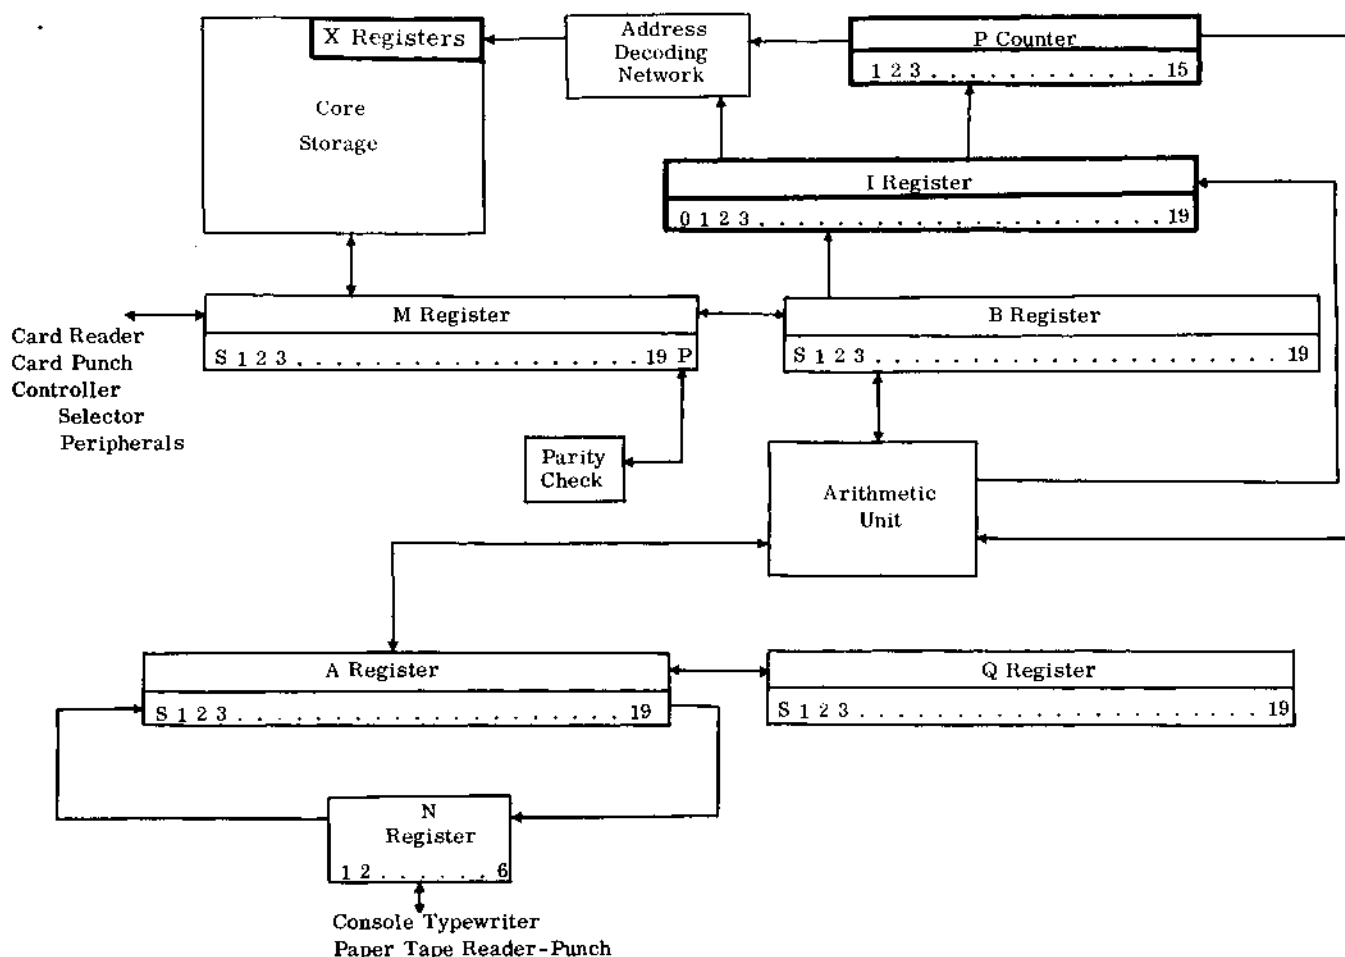 X Registers
Core
Storage
Address
Decoding
Network
P Counter
1 2 3 . . . . . . . . . . . . 15
I Register
0 1 2 3 . . . . . . . . . . . . . . . . . . . . . . 19
M Register
S 1 2 3 . . . . . . . . . . . . . . . . . . . 19 P
B Register
S 1 2 3 . . . . . . . . . . . . . . . . . . . . . . 19
Card Reader
Card Punch
Controller
Selector
Peripherals
Parity
Check
Arithmetic
Unit
A Register
S 1 2 3 . . . . . . . . . . . . . . . . . . . . . 19
Q Register
S 1 2 3 . . . . . . . . . . . . . . . . . . . . . . 19
N
Register
1 2 . . . . . . 6
Console Typewriter
Paper Tape Reader-Punch